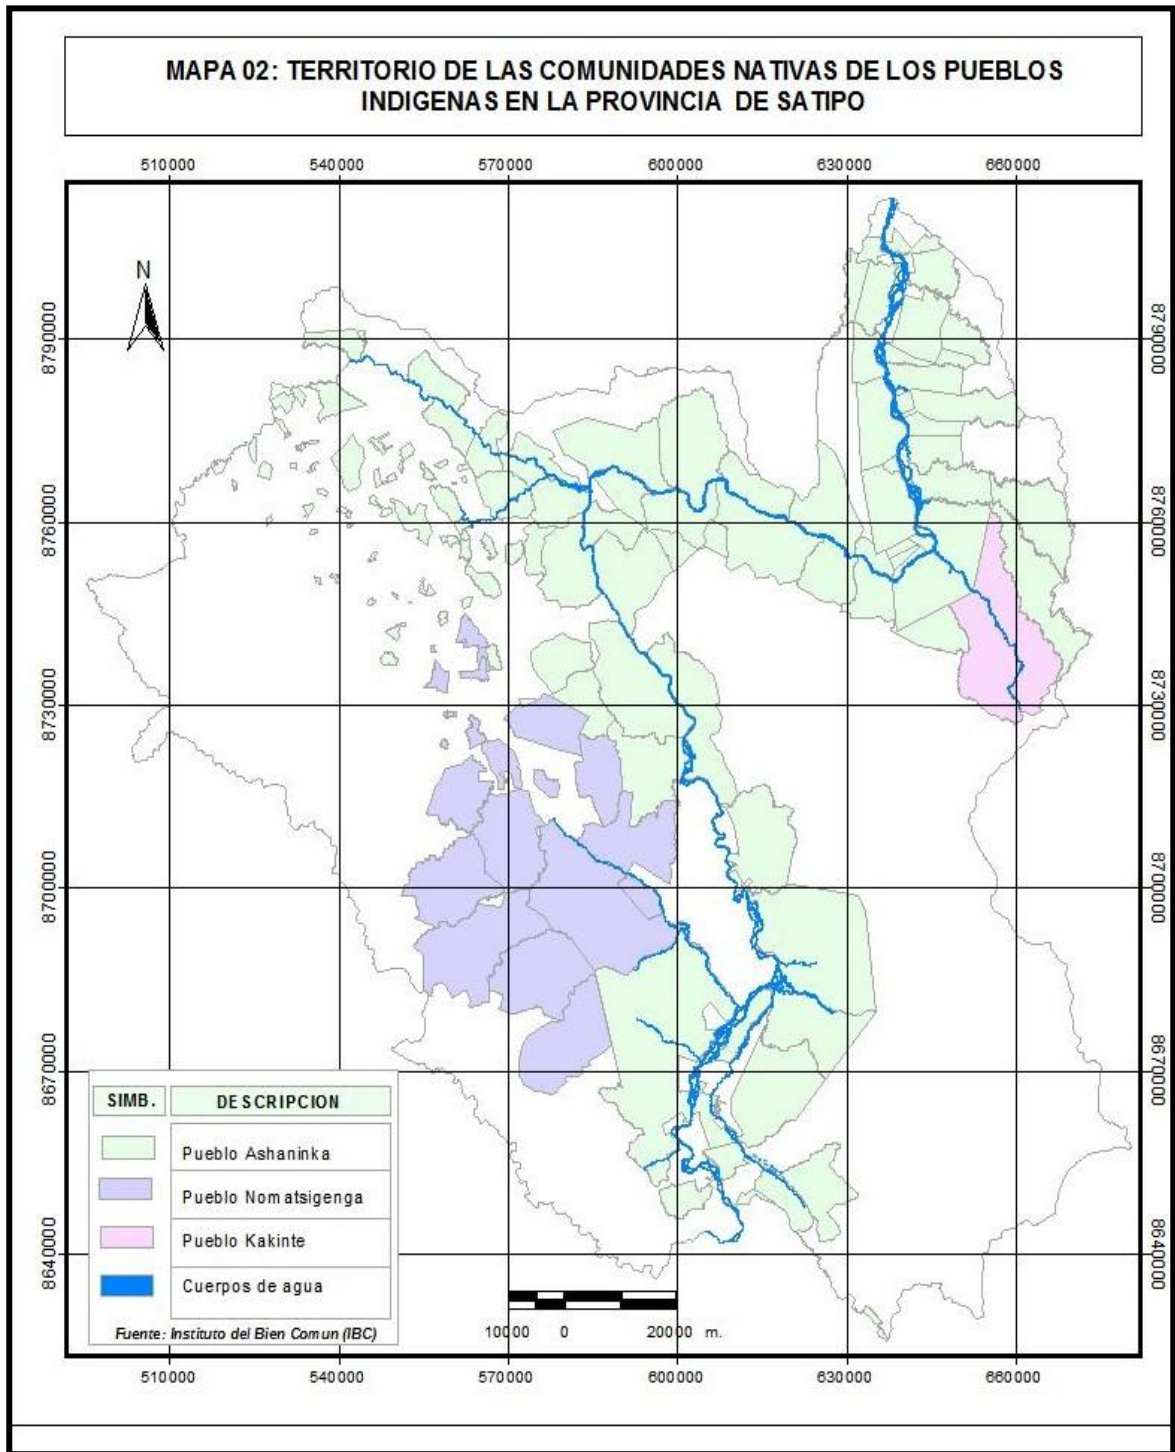 MAPA 02: TERRITORIO DE LAS COMUNIDADES NATIVAS DE LOS PUEBLOS
INDIGENAS EN LA PROVINCIA DE SATIPO
510000 540000 570000 600000 630000 660000
N
8790000 8790000
8760000 8760000
8730000 8730000
8700000 8700000
8670000 8670000
8640000 8640000
SIMB. DESCRIPCION
Pueblo Ashaninka
Pueblo Nomatsigenga
Pueblo Kakinte
Cuerpos de agua
Fuente: Instituto del Bien Comun (IBC)
10000 0 20000 m.
510000 540000 570000 600000 630000 660000